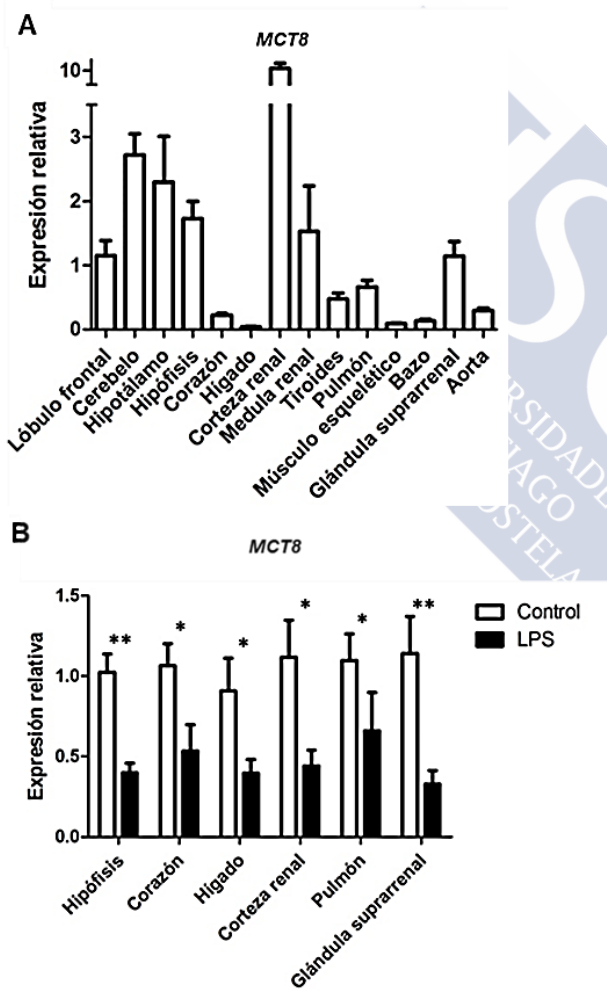 A
MCT8
Expresión relativa
10
3
2
1
0
Lóbulo frontal
Cerebelo
Hipotálamo
Hipófisis
Corazón
Hígado
Corteza renal
Medula renal
Tiroides
Pulmón
Músculo esquelético
Bazo
Glándula suprarrenal
Aorta
B
MCT8
Expresión relativa
1.5
1.0
0.5
0.0
** * * * * **
Control
LPS
Hipófisis
Corazón
Hígado
Corteza renal
Pulmón
Glándula suprarrenal